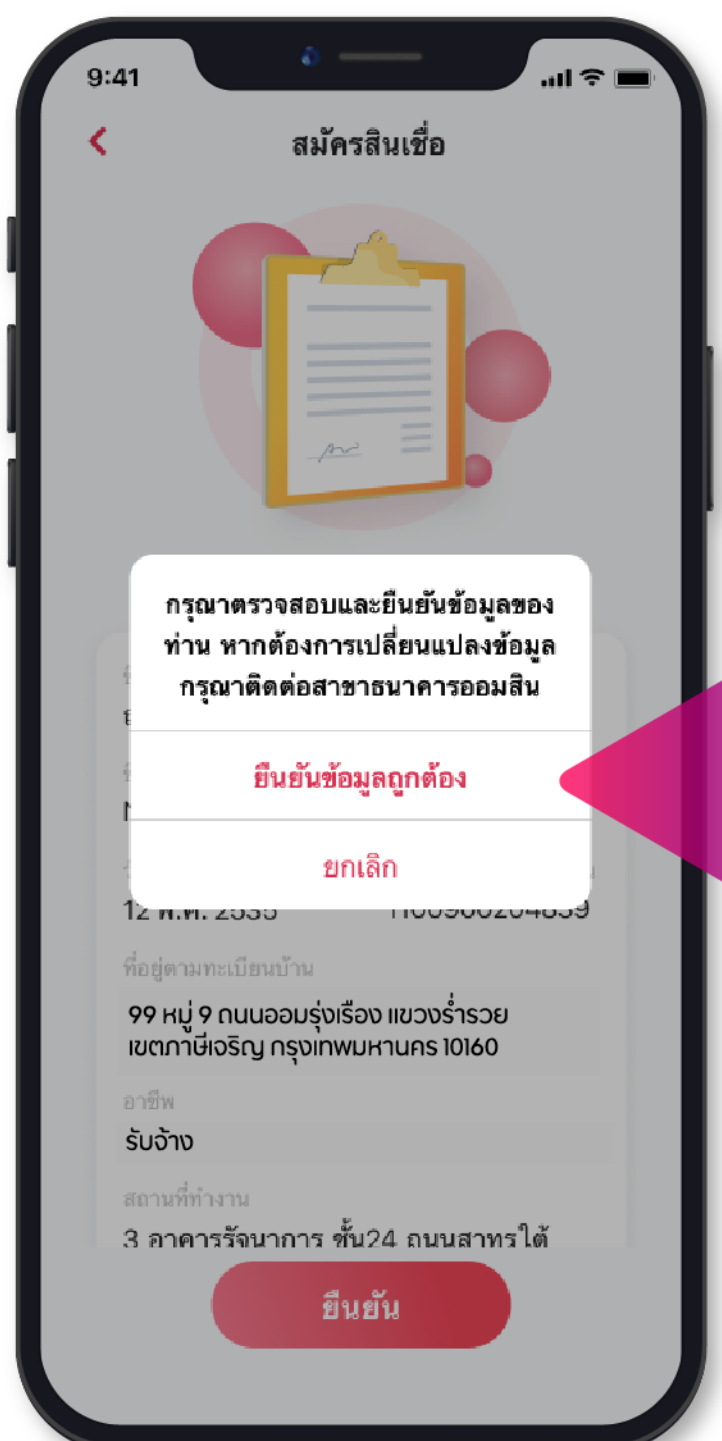 9:41
สมัครสินเชื่อ
กรุณาตรวจสอบและยืนยันข้อมูลของ
ท่าน หากต้องการเปลี่ยนแปลงข้อมูล
กรุณาติดต่อสาขาธนาคารออมสิน
ยืนยันข้อมูลถูกต้อง
ยกเลิก
12 พ.ศ. 2535
ที่อยู่ตามทะเบียนบ้าน
99 หมู่ 9 ถนนออมรุ่งเรือง แขวงร่ำรวย
เขตภาษีเจริญ กรุงเทพมหานคร 10160
อาชีพ
รับจ้าง
สถานที่ทำงาน
3 อาคารรัจนาการ ชั้น24 ถนนสาทรใต้
ยืนยัน